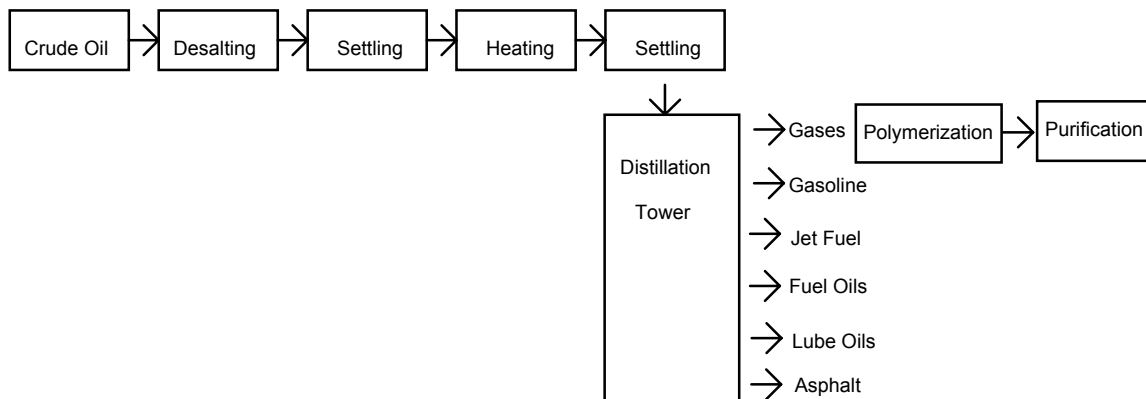 Crude Oil
Desalting
Settling
Heating
Settling
Distillation
Tower
Gases
Polymerization
Purification
Gasoline
Jet Fuel
Fuel Oils
Lube Oils
Asphalt